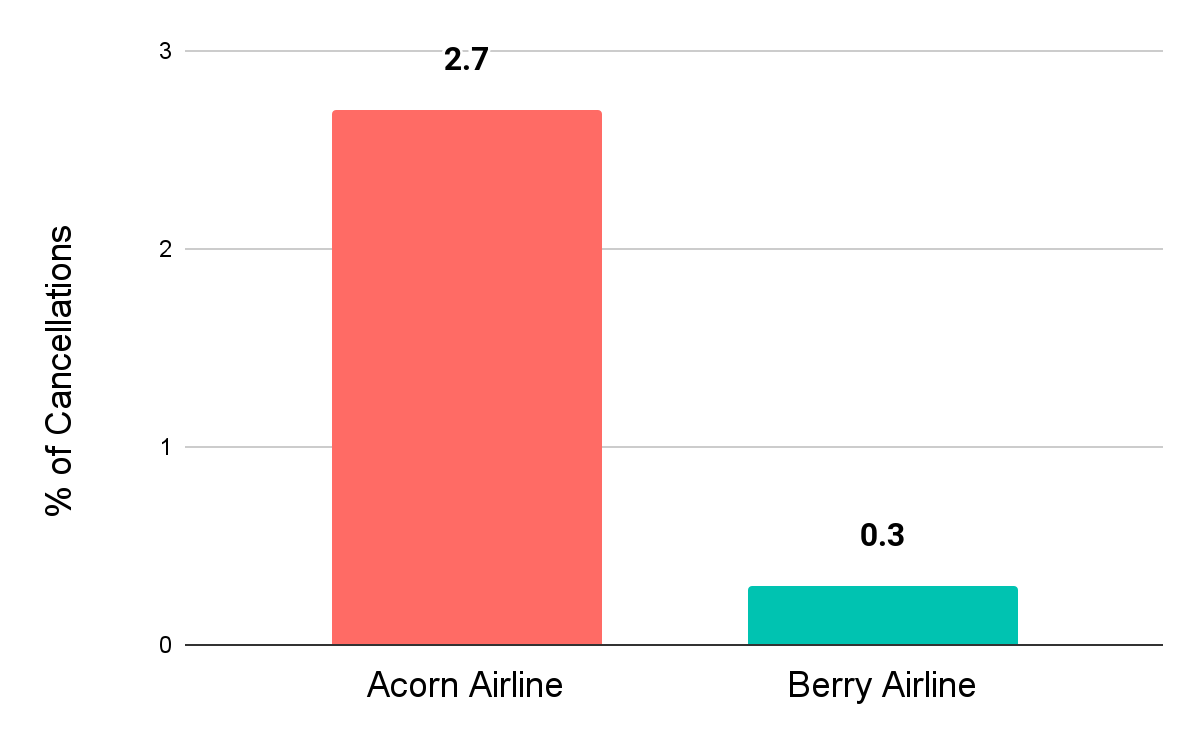 % of Cancellations
3
2
1
0
2.7
0.3
Acorn Airline
Berry Airline